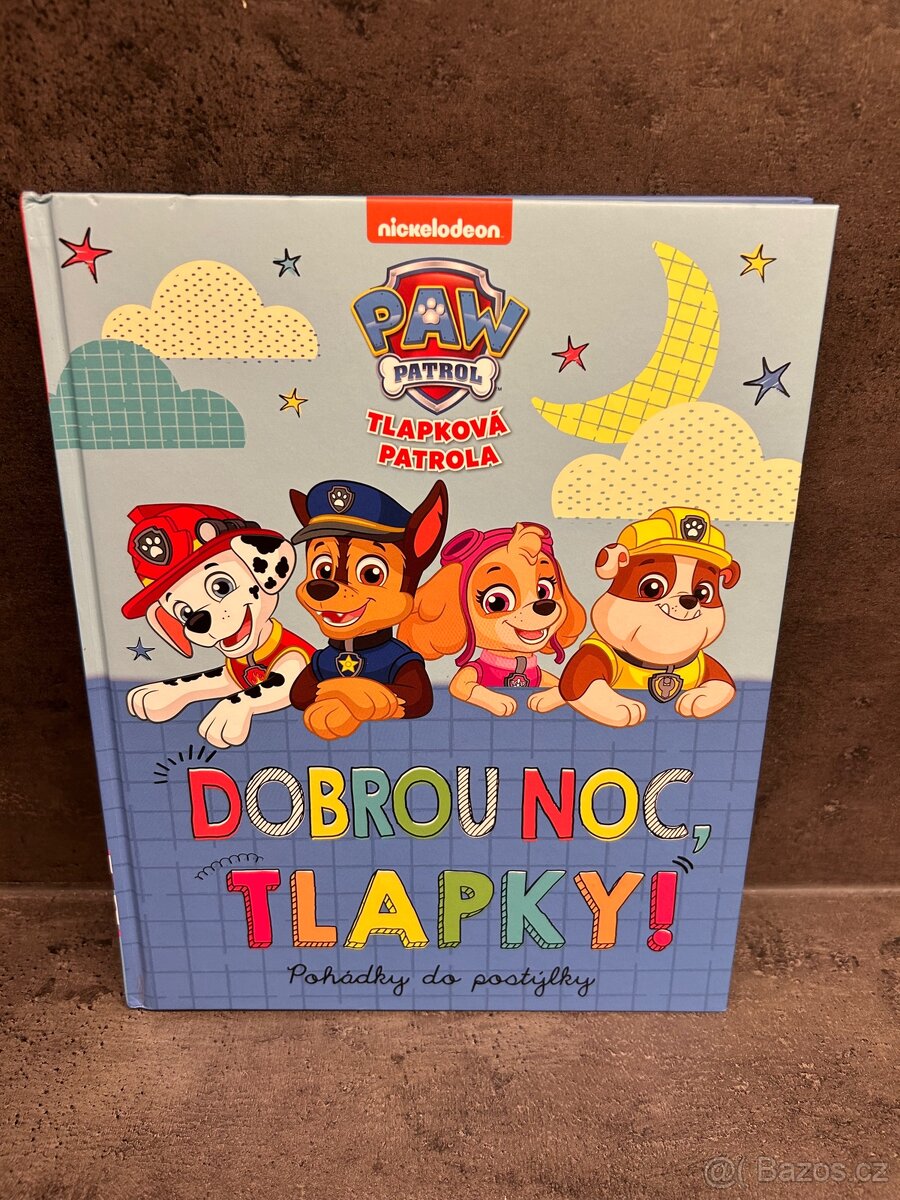 nickelodeon
PAW
PATROL
TLAPKOVÁ
PATROLA
DOBROU NOC,
TLAPKY!
Pohádky do postýlky
@( Bazos.cz